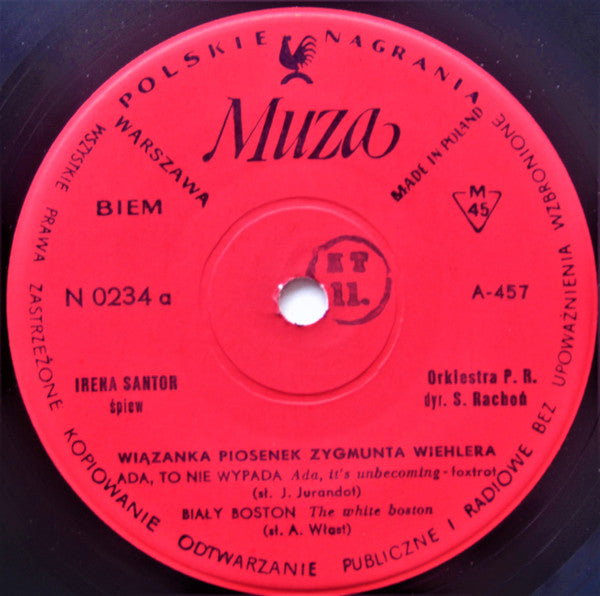 POLSKIE NAGRANIA
WARSZAWA
Muza
MADE IN POLAND
BIEM
M
45
N 0234 a
A-457
IRENA SANTOR
śpiew
Orkiestra P. R.
dyr. S. Rachoń
WIĄZANKA PIOSENEK ZYGMUNTA WIEHLERA
ADA, TO NIE WYPADA Ada, it's unbecoming - foxtrot
(sł. J. Jurandot)
BIAŁY BOSTON The white boston
(sł. A. Włast)
WSZYSTKIE PRAWA ZASTRZEŻONE KOPIOWANIE ODTWARZANIE PUBLICZNE I RADIOWE BEZ UPOWAŻNIENIA WZBRONIONE
11.